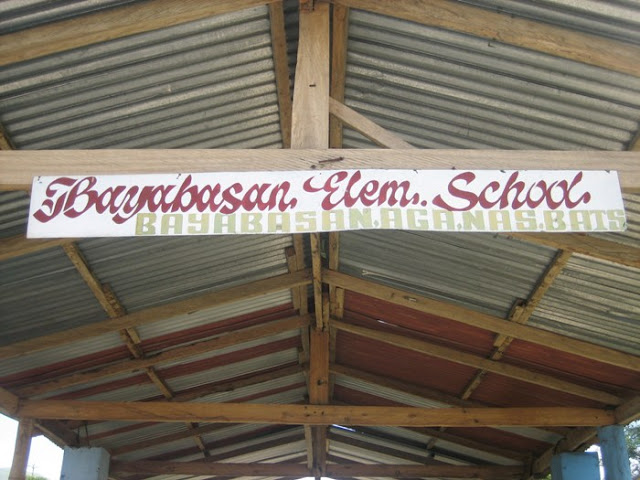 Bayabasan Elem. School
BAYABASAN, AGA, NAS. BATS